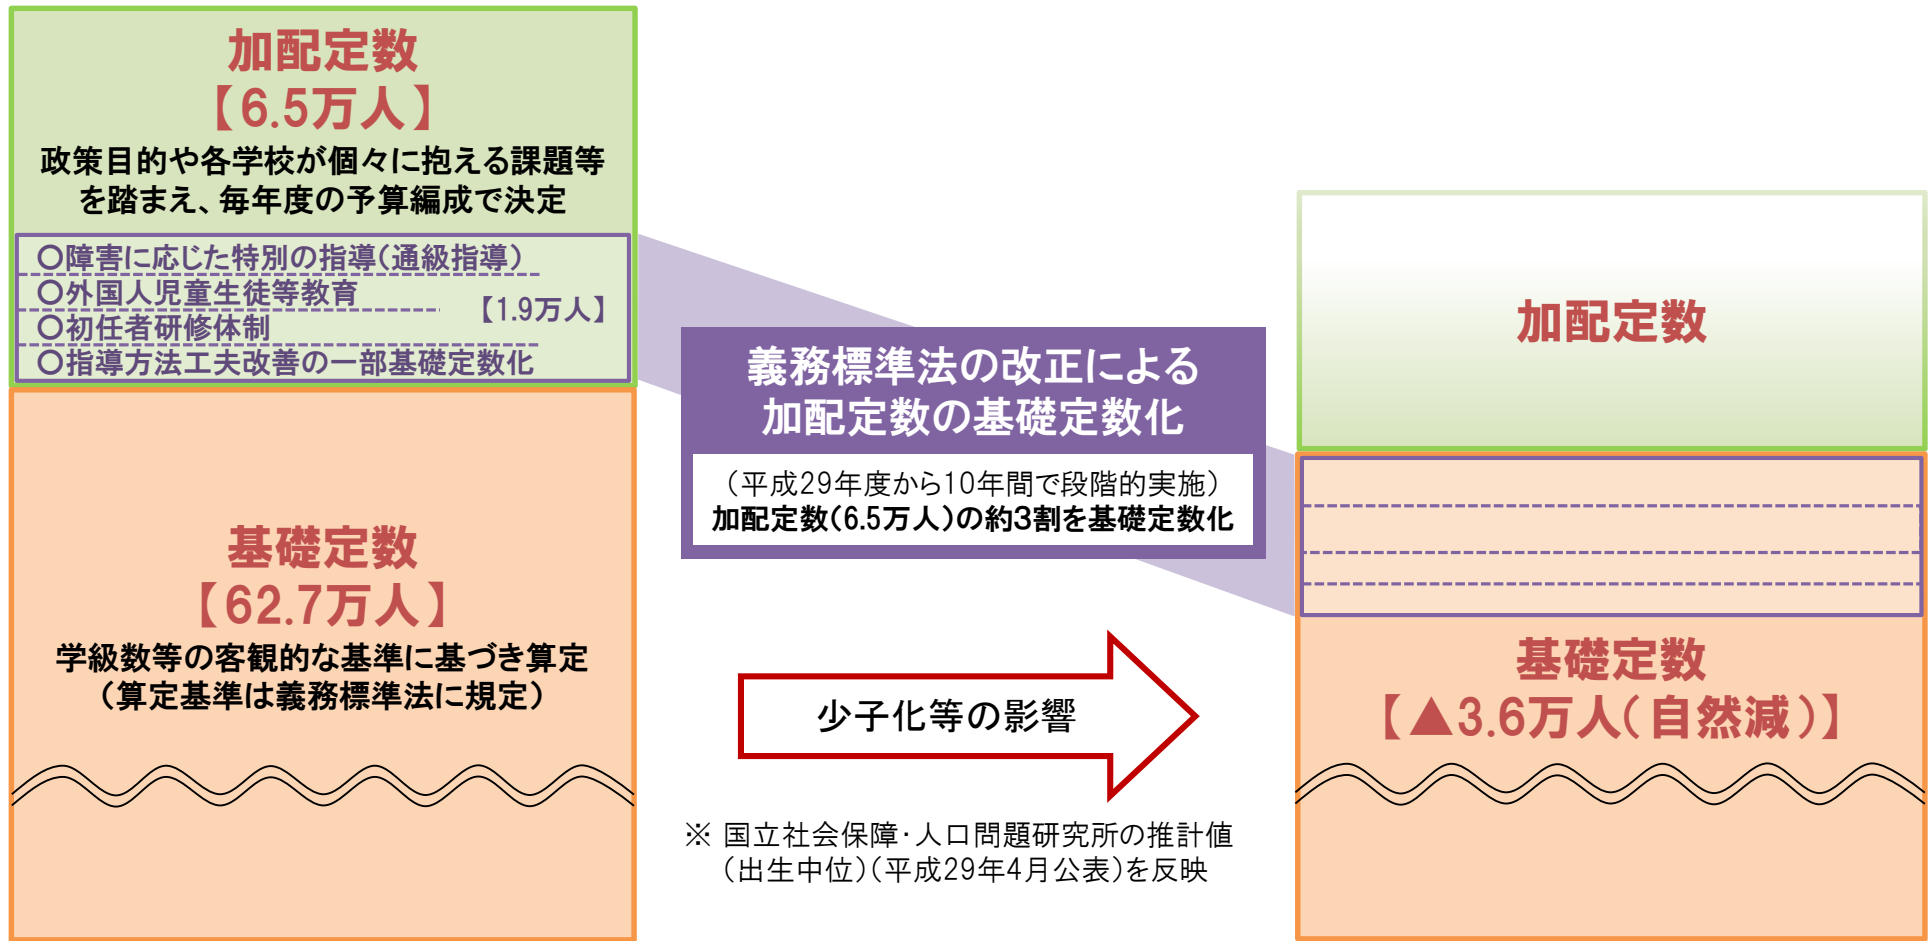 加配定数
【6.5万人】
政策目的や各学校が個々に抱える課題等
を踏まえ、毎年度の予算編成で決定
○障害に応じた特別の指導（通級指導）
○外国人児童生徒等教育
【1.9万人】
○初任者研修体制
○指導方法工夫改善の一部基礎定数化
基礎定数
【62.7万人】
学級数等の客観的な基準に基づき算定
（算定基準は義務標準法に規定）
義務標準法の改正による
加配定数の基礎定数化
（平成29年度から10年間で段階的実施）
加配定数（6.5万人）の約3割を基礎定数化
少子化等の影響
※ 国立社会保障・人口問題研究所の推計値
（出生中位）（平成29年4月公表）を反映
加配定数
基礎定数
【▲3.6万人（自然減）】